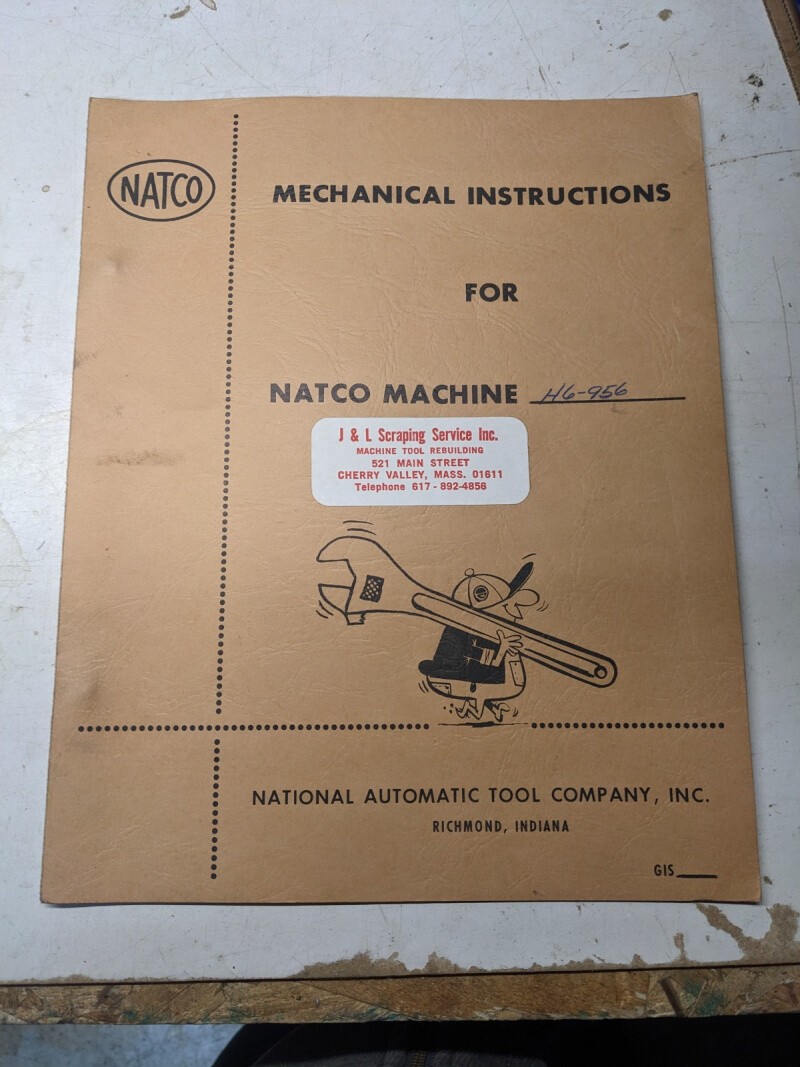 NATCO
MECHANICAL INSTRUCTIONS
FOR
NATCO MACHINE H6-956
J & L Scraping Service Inc.
MACHINE TOOL REBUILDING
521 MAIN STREET
CHERRY VALLEY, MASS. 01611
Telephone 617-892-4856
NATIONAL AUTOMATIC TOOL COMPANY, INC.
RICHMOND, INDIANA
GIS